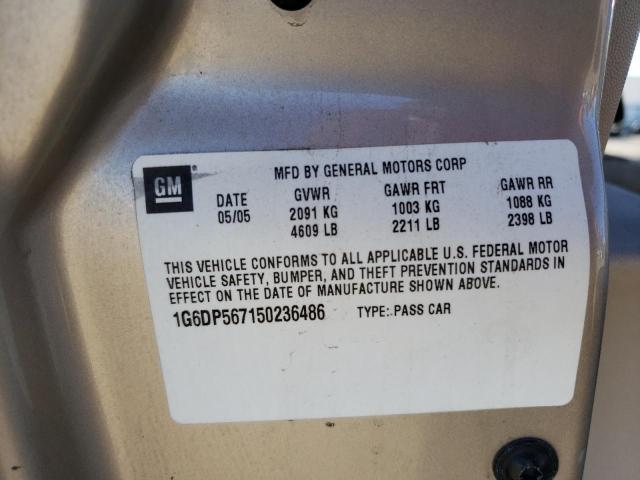 MFD BY GENERAL MOTORS CORP
GM
DATE GVWR GAWR FRT GAWR RR
05/05 2091 KG 1003 KG 1088 KG
4609 LB 2211 LB 2398 LB
THIS VEHICLE CONFORMS TO ALL APPLICABLE U.S. FEDERAL MOTOR
VEHICLE SAFETY, BUMPER, AND THEFT PREVENTION STANDARDS IN
EFFECT ON THE DATE OF MANUFACTURE SHOWN ABOVE.
1G6DP567150236486 TYPE: PASS CAR